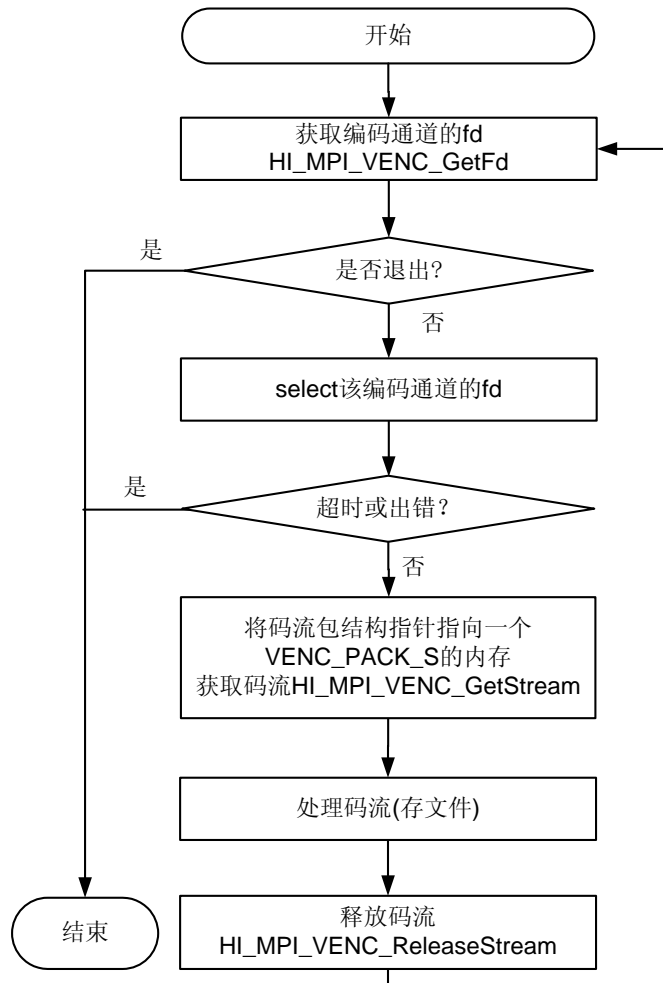 开始
获取编码通道的fd
HI_MPI_VENC_GetFd
是
是否退出?
否
select该编码通道的fd
是
超时或出错?
否
将码流包结构指针指向一个
VENC_PACK_S的内存
获取码流HI_MPI_VENC_GetStream
处理码流(存文件)
释放码流
HI_MPI_VENC_ReleaseStream
结束